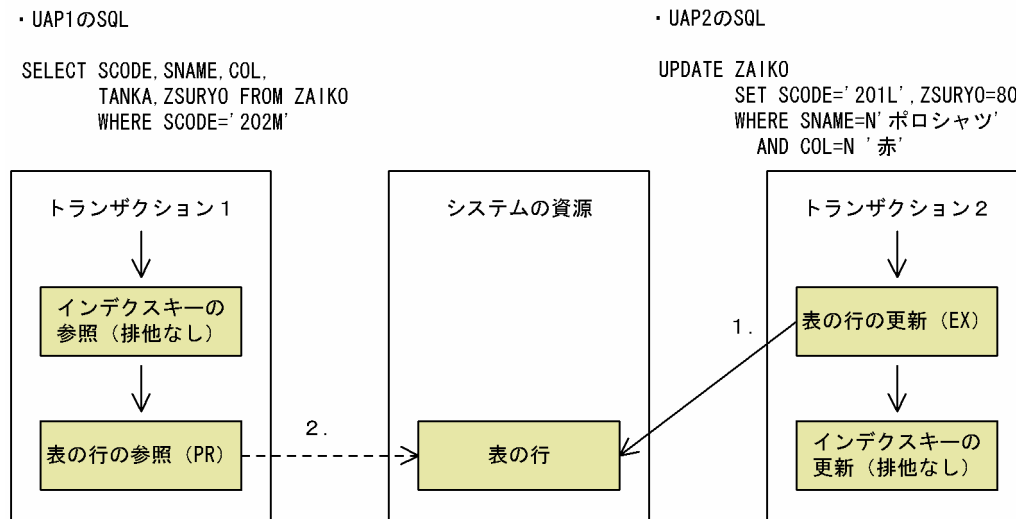 ・UAP1のSQL
SELECT SCODE,SNAME,COL,
TANKA,ZSURYO FROM ZAIKO
WHERE SCODE='202M'
・UAP2のSQL
UPDATE ZAIKO
SET SCODE='201L',ZSURYO=80
WHERE SNAME=N'ポロシャツ'
AND COL=N '赤'
トランザクション1
インデクスキーの
参照（排他なし）
表の行の参照（PR）
システムの資源
表の行
トランザクション2
表の行の更新（EX）
インデクスキーの
更新（排他なし）
1.
2.